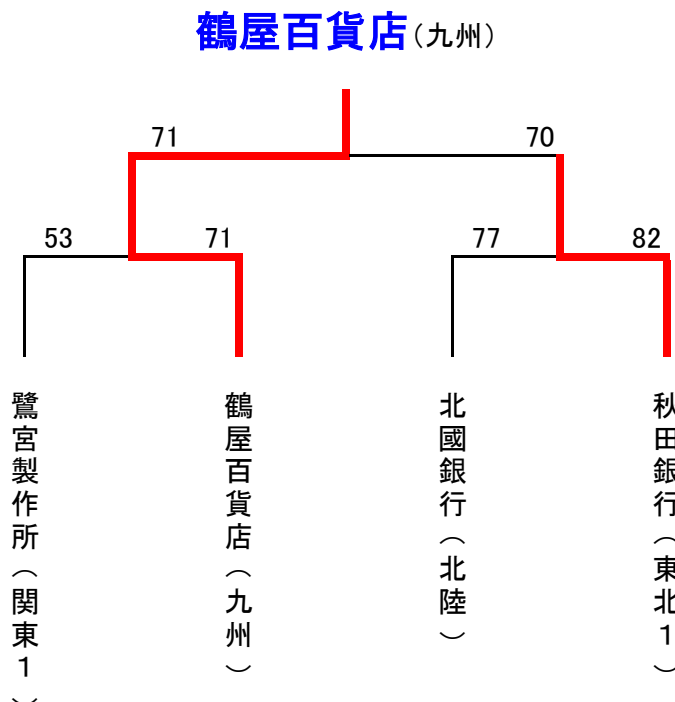 鶴屋百貨店(九州)
71
70
53
71
77
82
鷺宮製作所(関東1)
鶴屋百貨店(九州)
北國銀行(北陸)
秋田銀行(東北1)